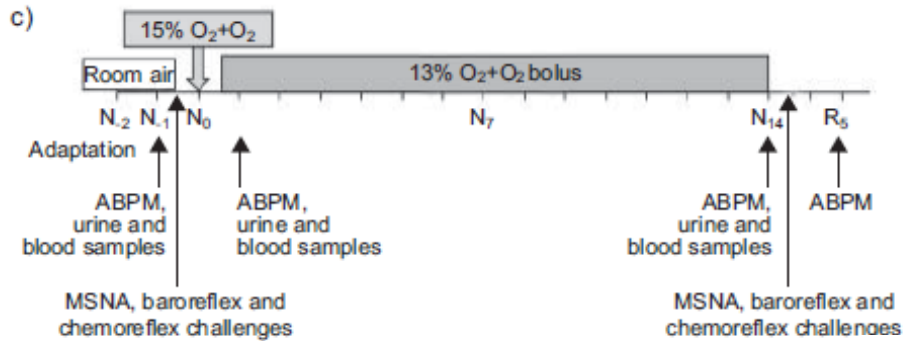 c)
15% O₂+O₂
Room air
13% O₂+O₂ bolus
N₋₂ N₋₁ N₀ N₇ N₁₄ R₅
Adaptation
ABPM,
urine and
blood samples
ABPM,
urine and
blood samples
ABPM,
urine and
blood samples
ABPM
MSNA, baroreflex and
chemoreflex challenges
MSNA, baroreflex and
chemoreflex challenges